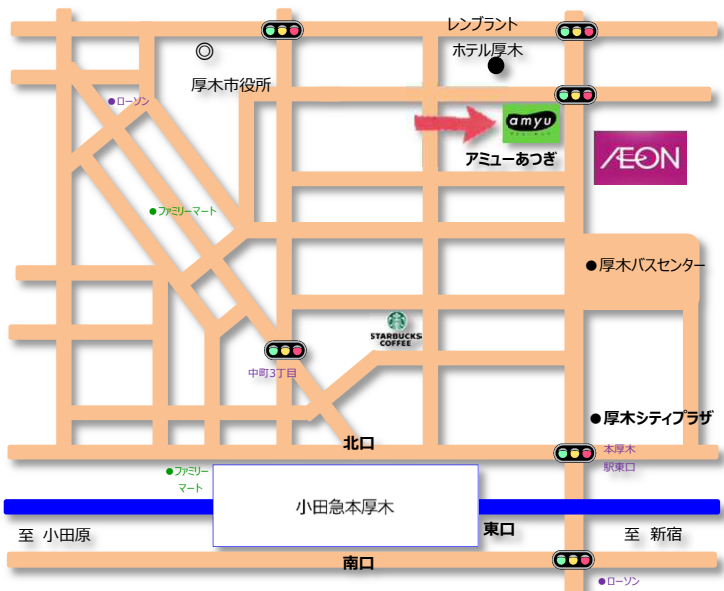 レンブラント
ホテル厚木
◎
厚木市役所
●ローソン
amyu
アミューあつぎ
ÆON
●ファミリーマート
●厚木バスセンター
STARBUCKS
COFFEE
中町3丁目
●厚木シティプラザ
北口
本厚木
駅東口
●ファミリー
マート
小田急本厚木
東口
至 小田原
至 新宿
南口
●ローソン